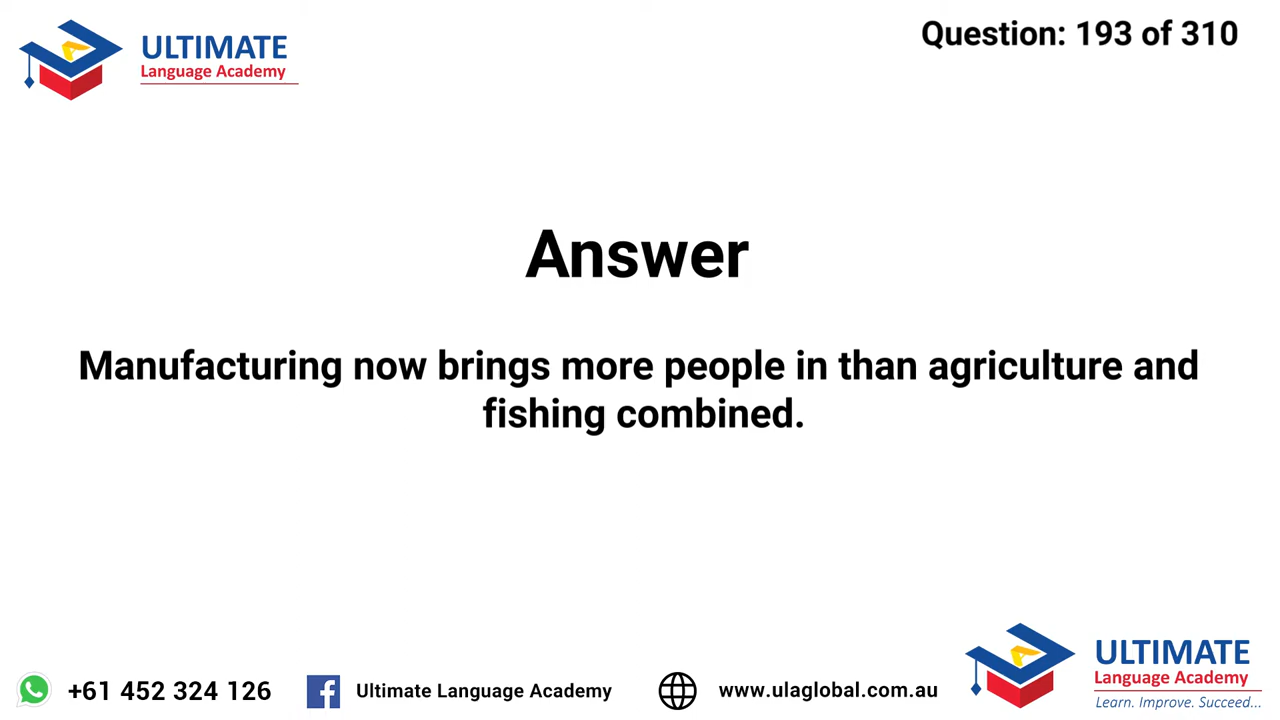 ULTIMATE
Language Academy
Question: 193 of 310
Answer
Manufacturing now brings more people in than agriculture and
fishing combined.
+61 452 324 126
Ultimate Language Academy
www.ulaglobal.com.au
ULTIMATE
Language Academy
Learn. Improve. Succeed...